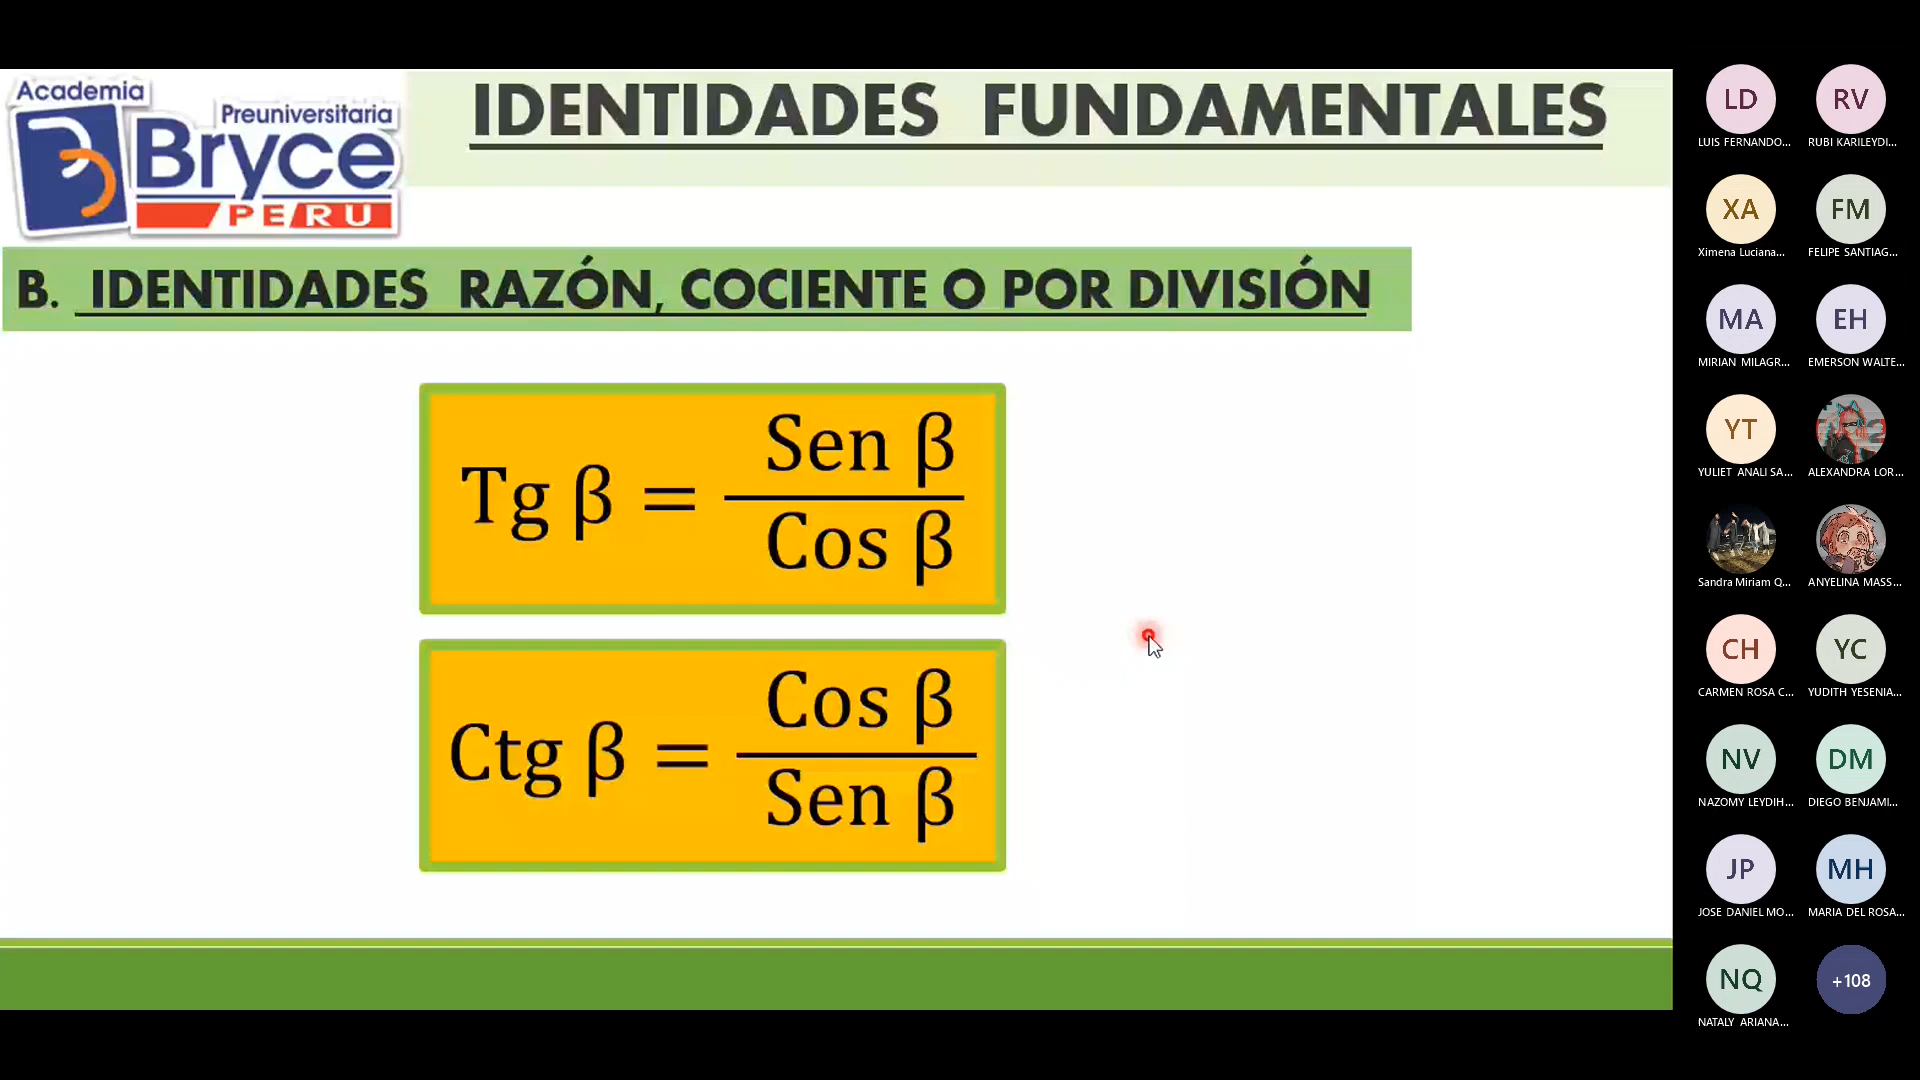 Academia
Preuniversitaria
Bryce
PERU
IDENTIDADES FUNDAMENTALES
B. IDENTIDADES RAZÓN, COCIENTE O POR DIVISIÓN
Tg β = Sen β / Cos β
Ctg β = Cos β / Sen β
LD RV
LUIS FERNANDO... RUBI KARILEYDI...
XA FM
Ximena Luciana... FELIPE SANTIAG...
MA EH
MIRIAN MILAGR... EMERSON WALTE...
YT
YULIET ANALI SA... ALEXANDRA LOR...
Sandra Miriam Q... ANYELINA MASS...
CH YC
CARMEN ROSA C... YUDITH YESENIA...
NV DM
NAZOMY LEYDIH... DIEGO BENJAMI...
JP MH
JOSE DANIEL MO... MARIA DEL ROSA...
NQ +108
NATALY ARIANA...